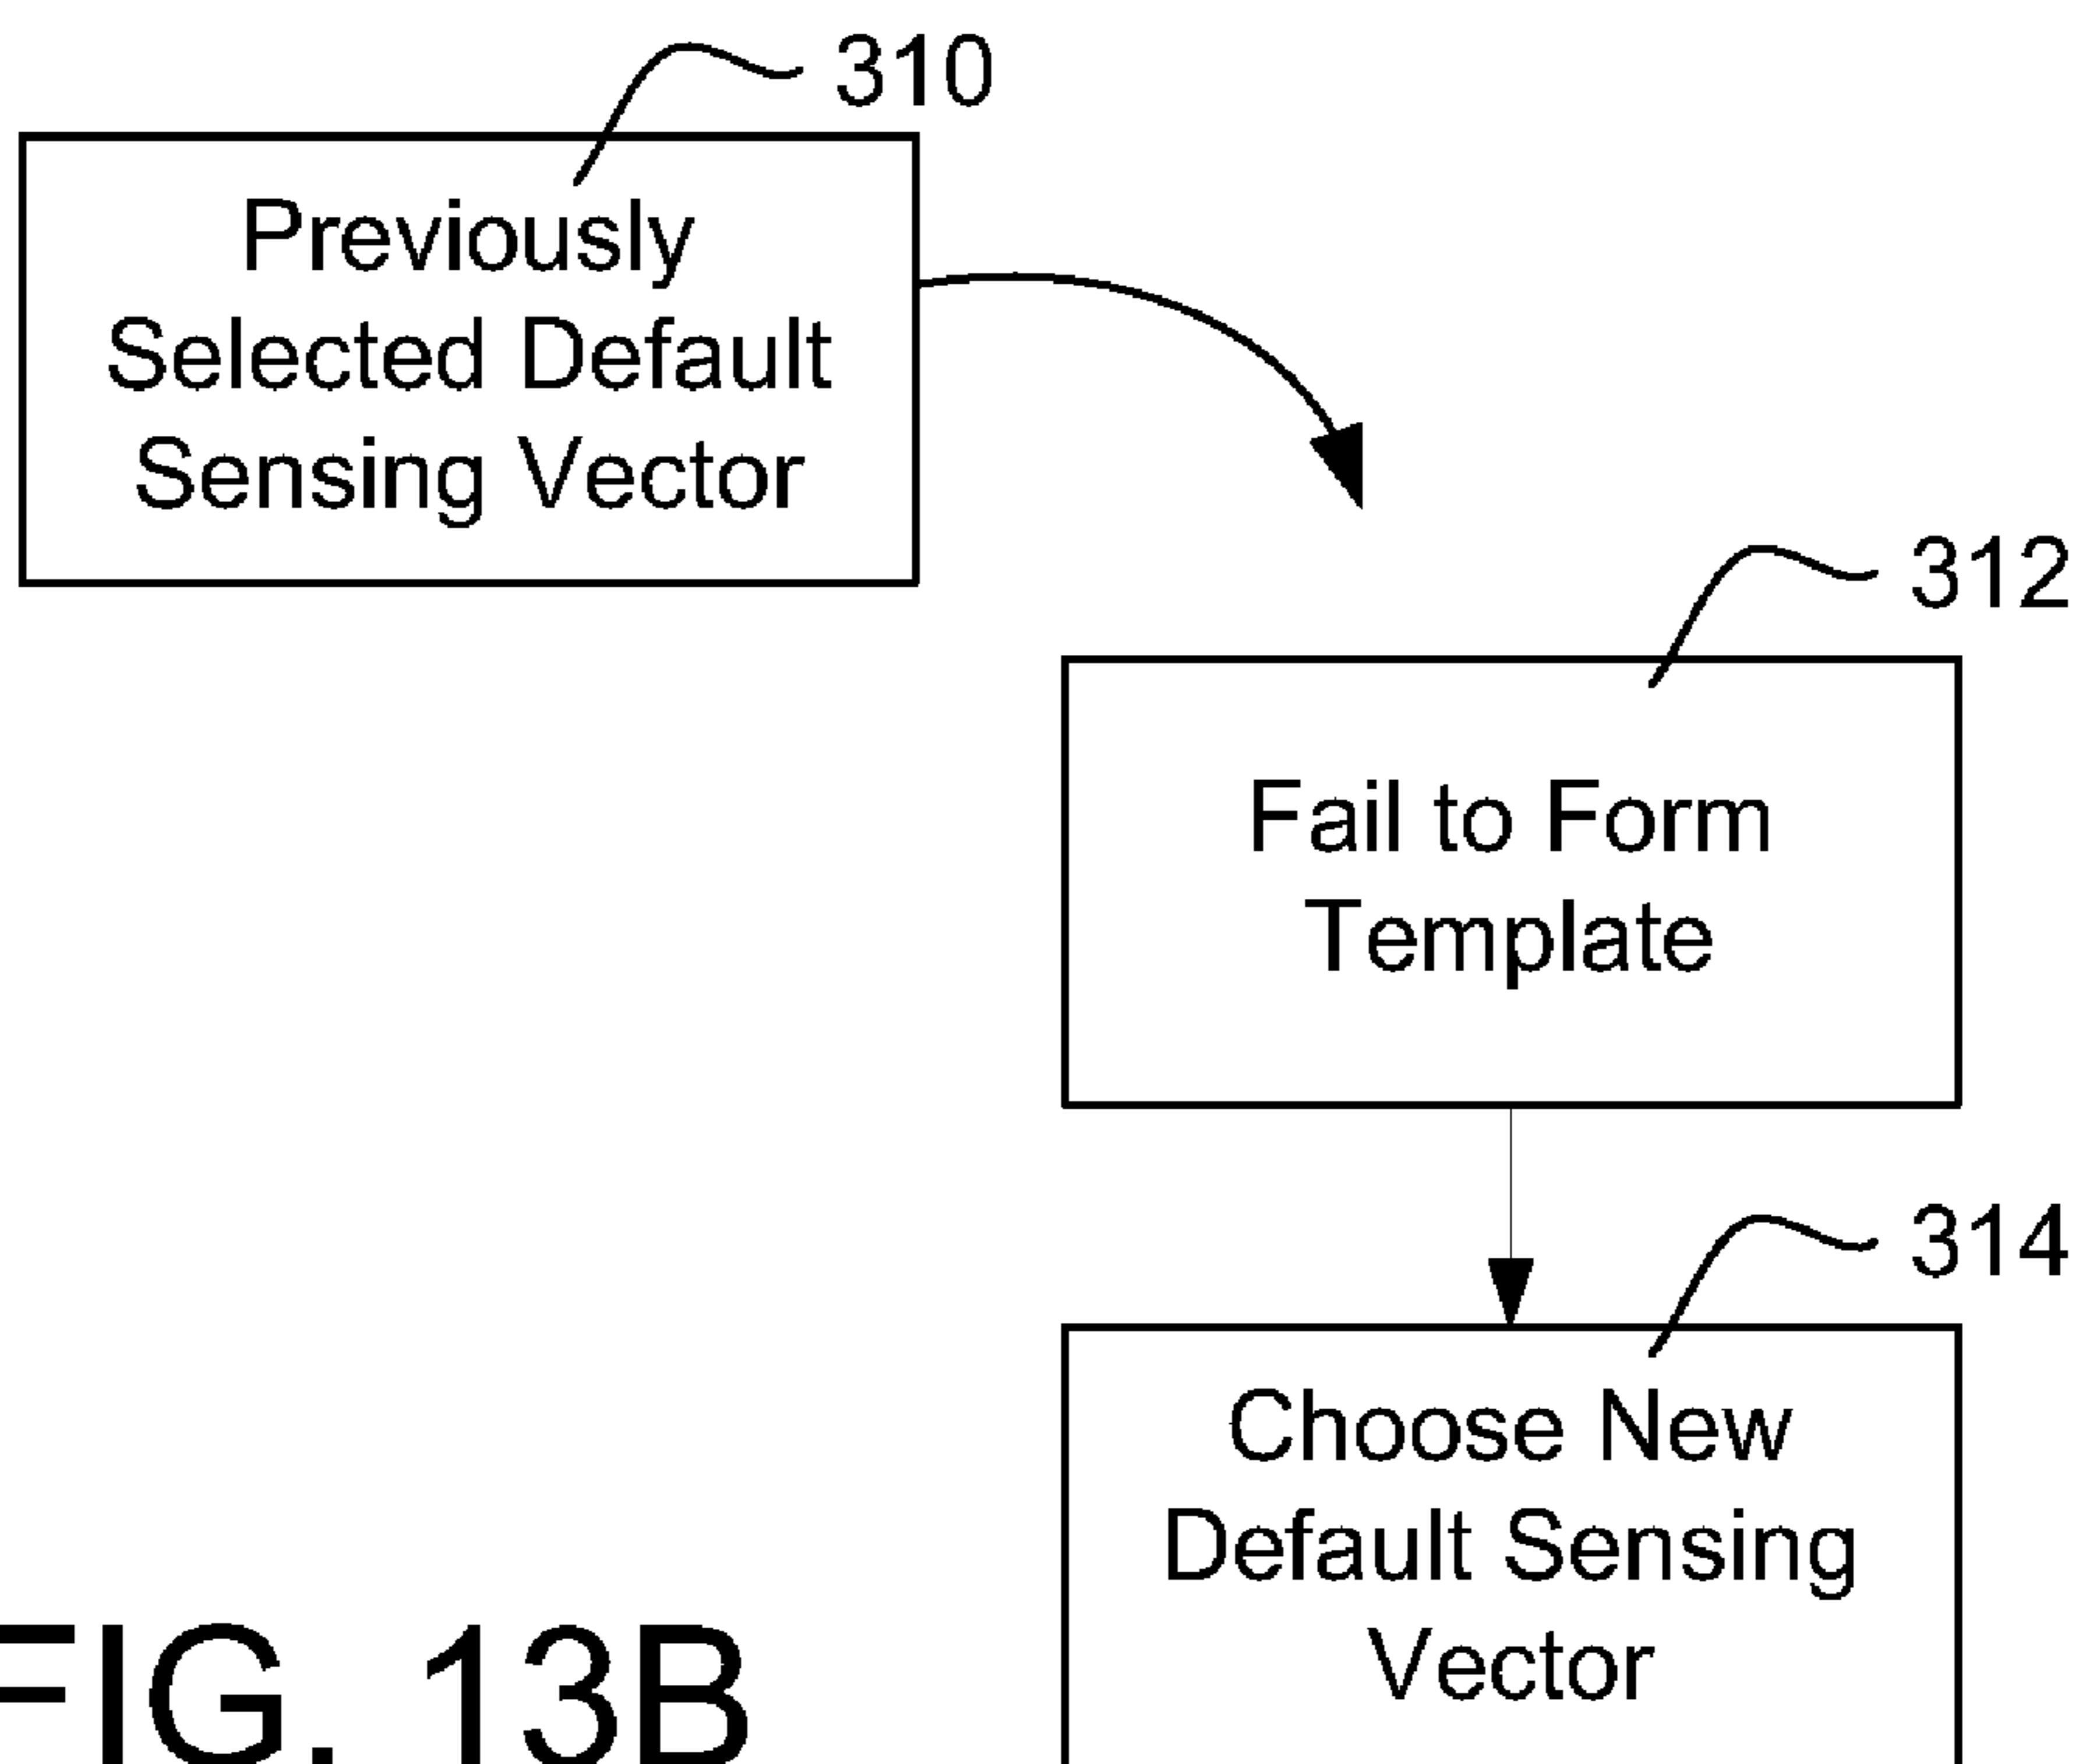 310
Previously
Selected Default
Sensing Vector
312
Fail to Form
Template
314
Choose New
Default Sensing
Vector
FIG. 13B